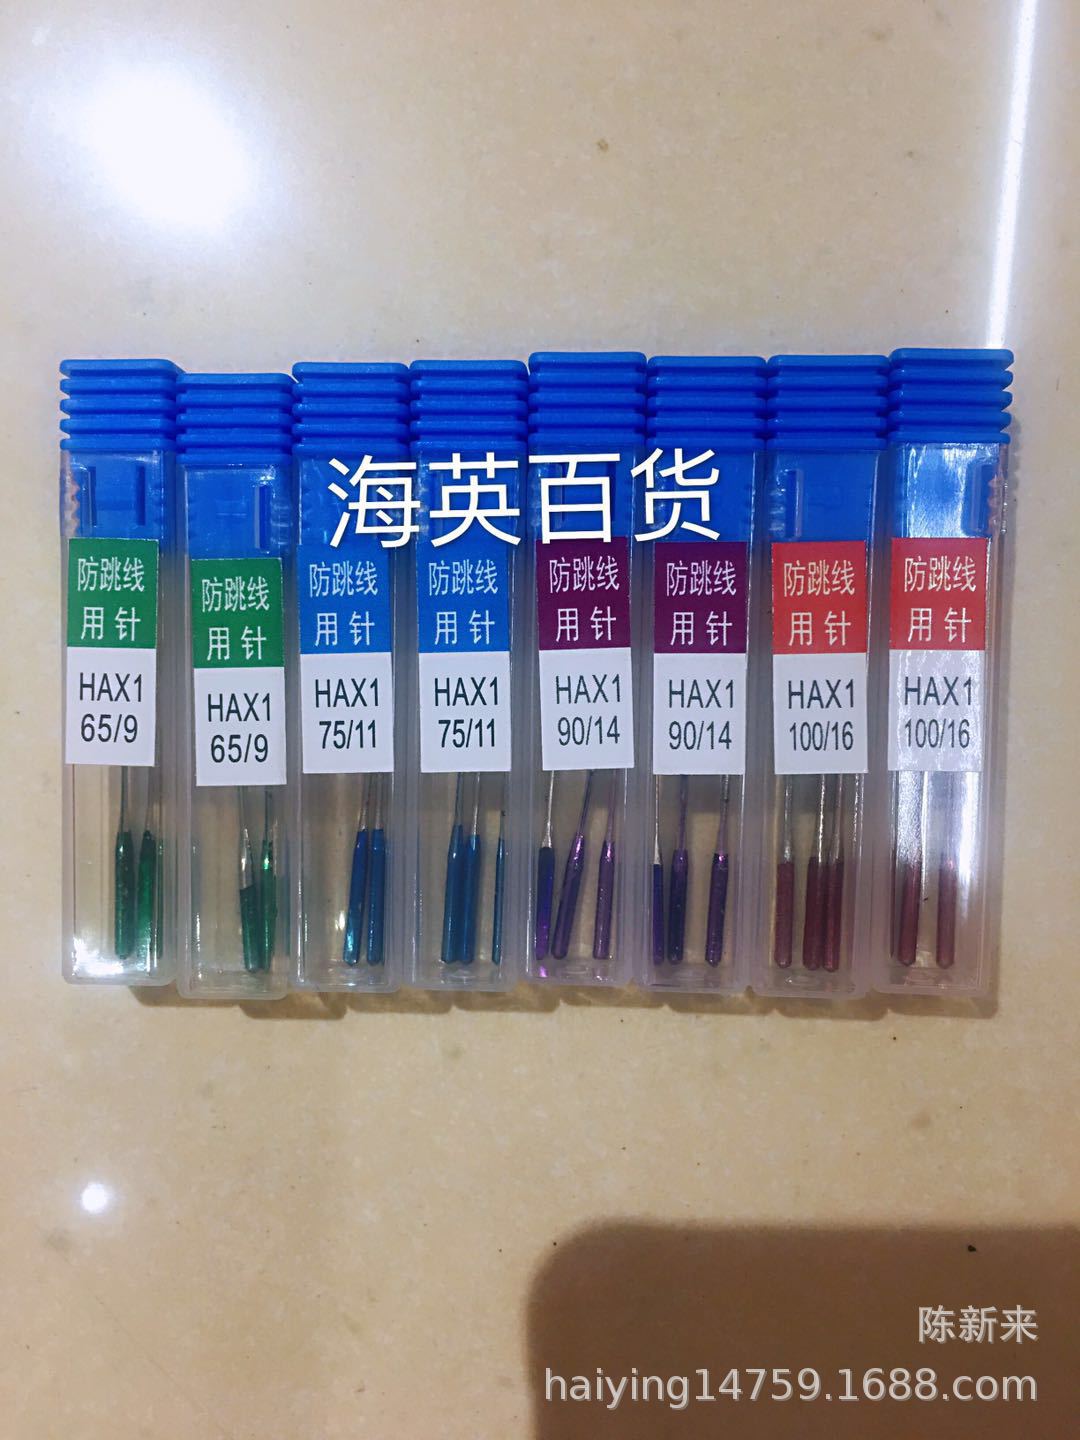 海英百货
防跳线
用针
HAX1
65/9
防跳线
用针
HAX1
65/9
防跳线
用针
HAX1
75/11
防跳线
用针
HAX1
75/11
防跳线
用针
HAX1
90/14
防跳线
用针
HAX1
90/14
防跳线
用针
HAX1
100/16
防跳线
用针
HAX1
100/16
陈新来
haiying14759.1688.com